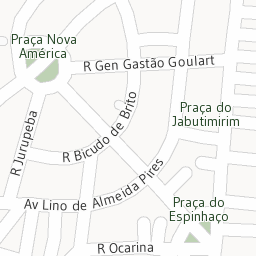 Praça Nova
América
R Gen Gastão Goulart
Praça do
Jabutimirim
R Jurupeba
R Bicudo de Brito
Av Lino de Almeida Pires
Praça do
Espinhaço
R Ocarina